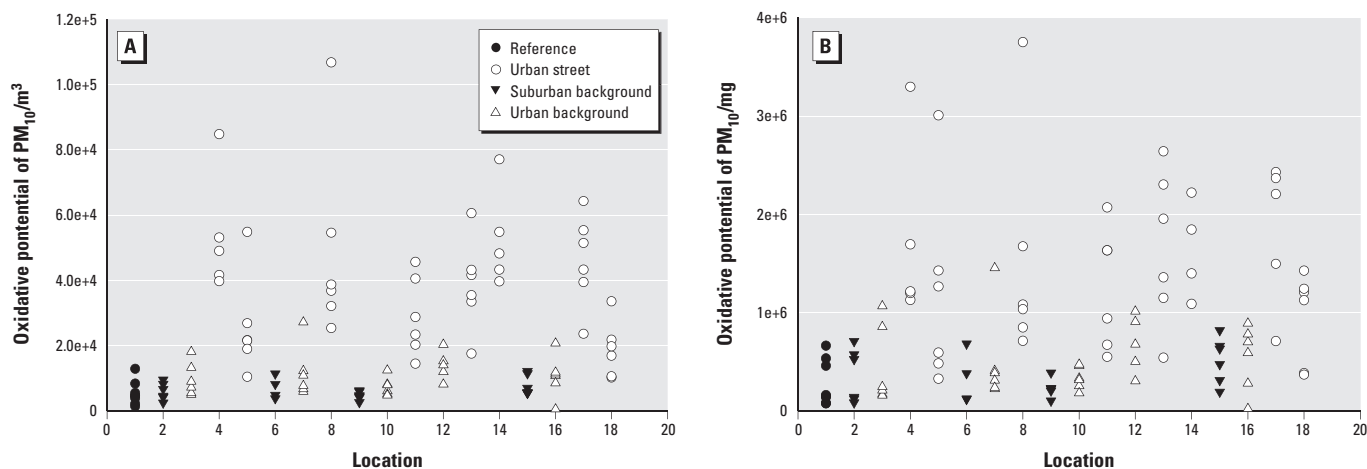 A
Oxidative pontential of PM10/m3
1.2e+5
1.0e+5
8.0e+4
6.0e+4
4.0e+4
2.0e+4
0
0 2 4 6 8 10 12 14 16 18 20
Location
Reference
Urban street
Suburban background
Urban background
B
Oxidative pontential of PM10/mg
4e+6
3e+6
2e+6
1e+6
0
0 2 4 6 8 10 12 14 16 18 20
Location